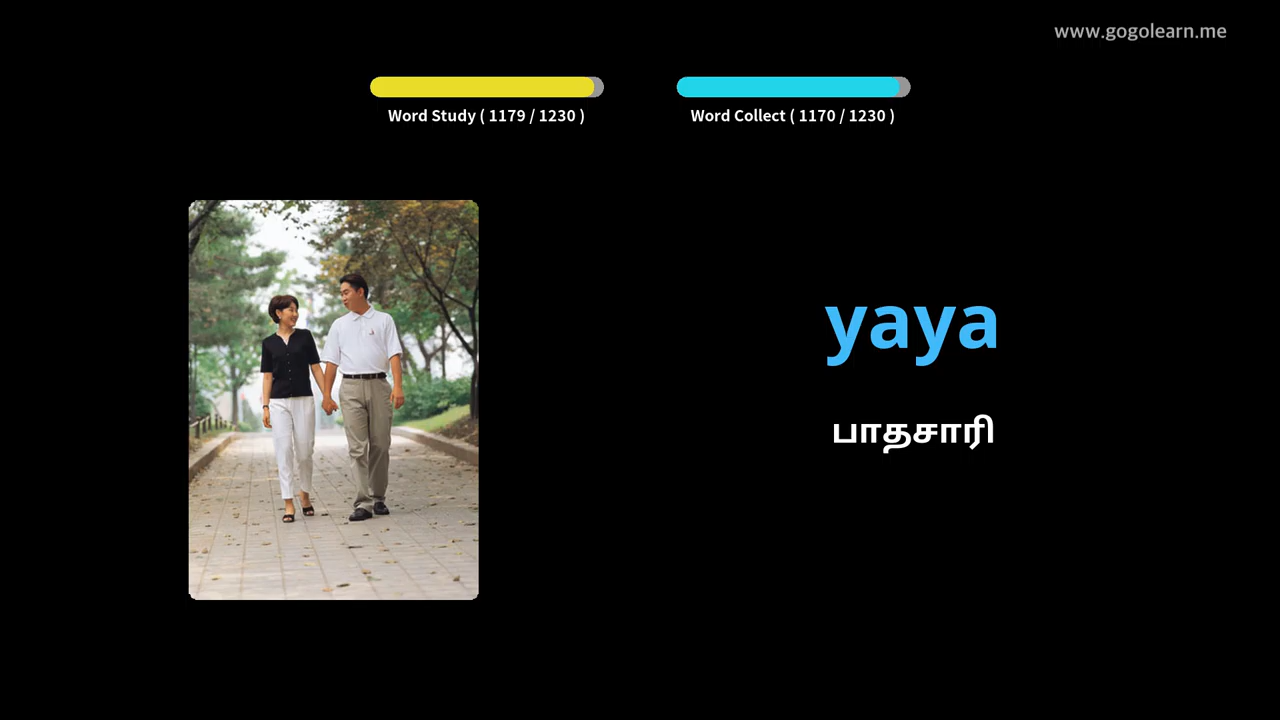 www.gogolearn.me
Word Study ( 1179 / 1230 )
Word Collect ( 1170 / 1230 )
yaya
பாதசாரி